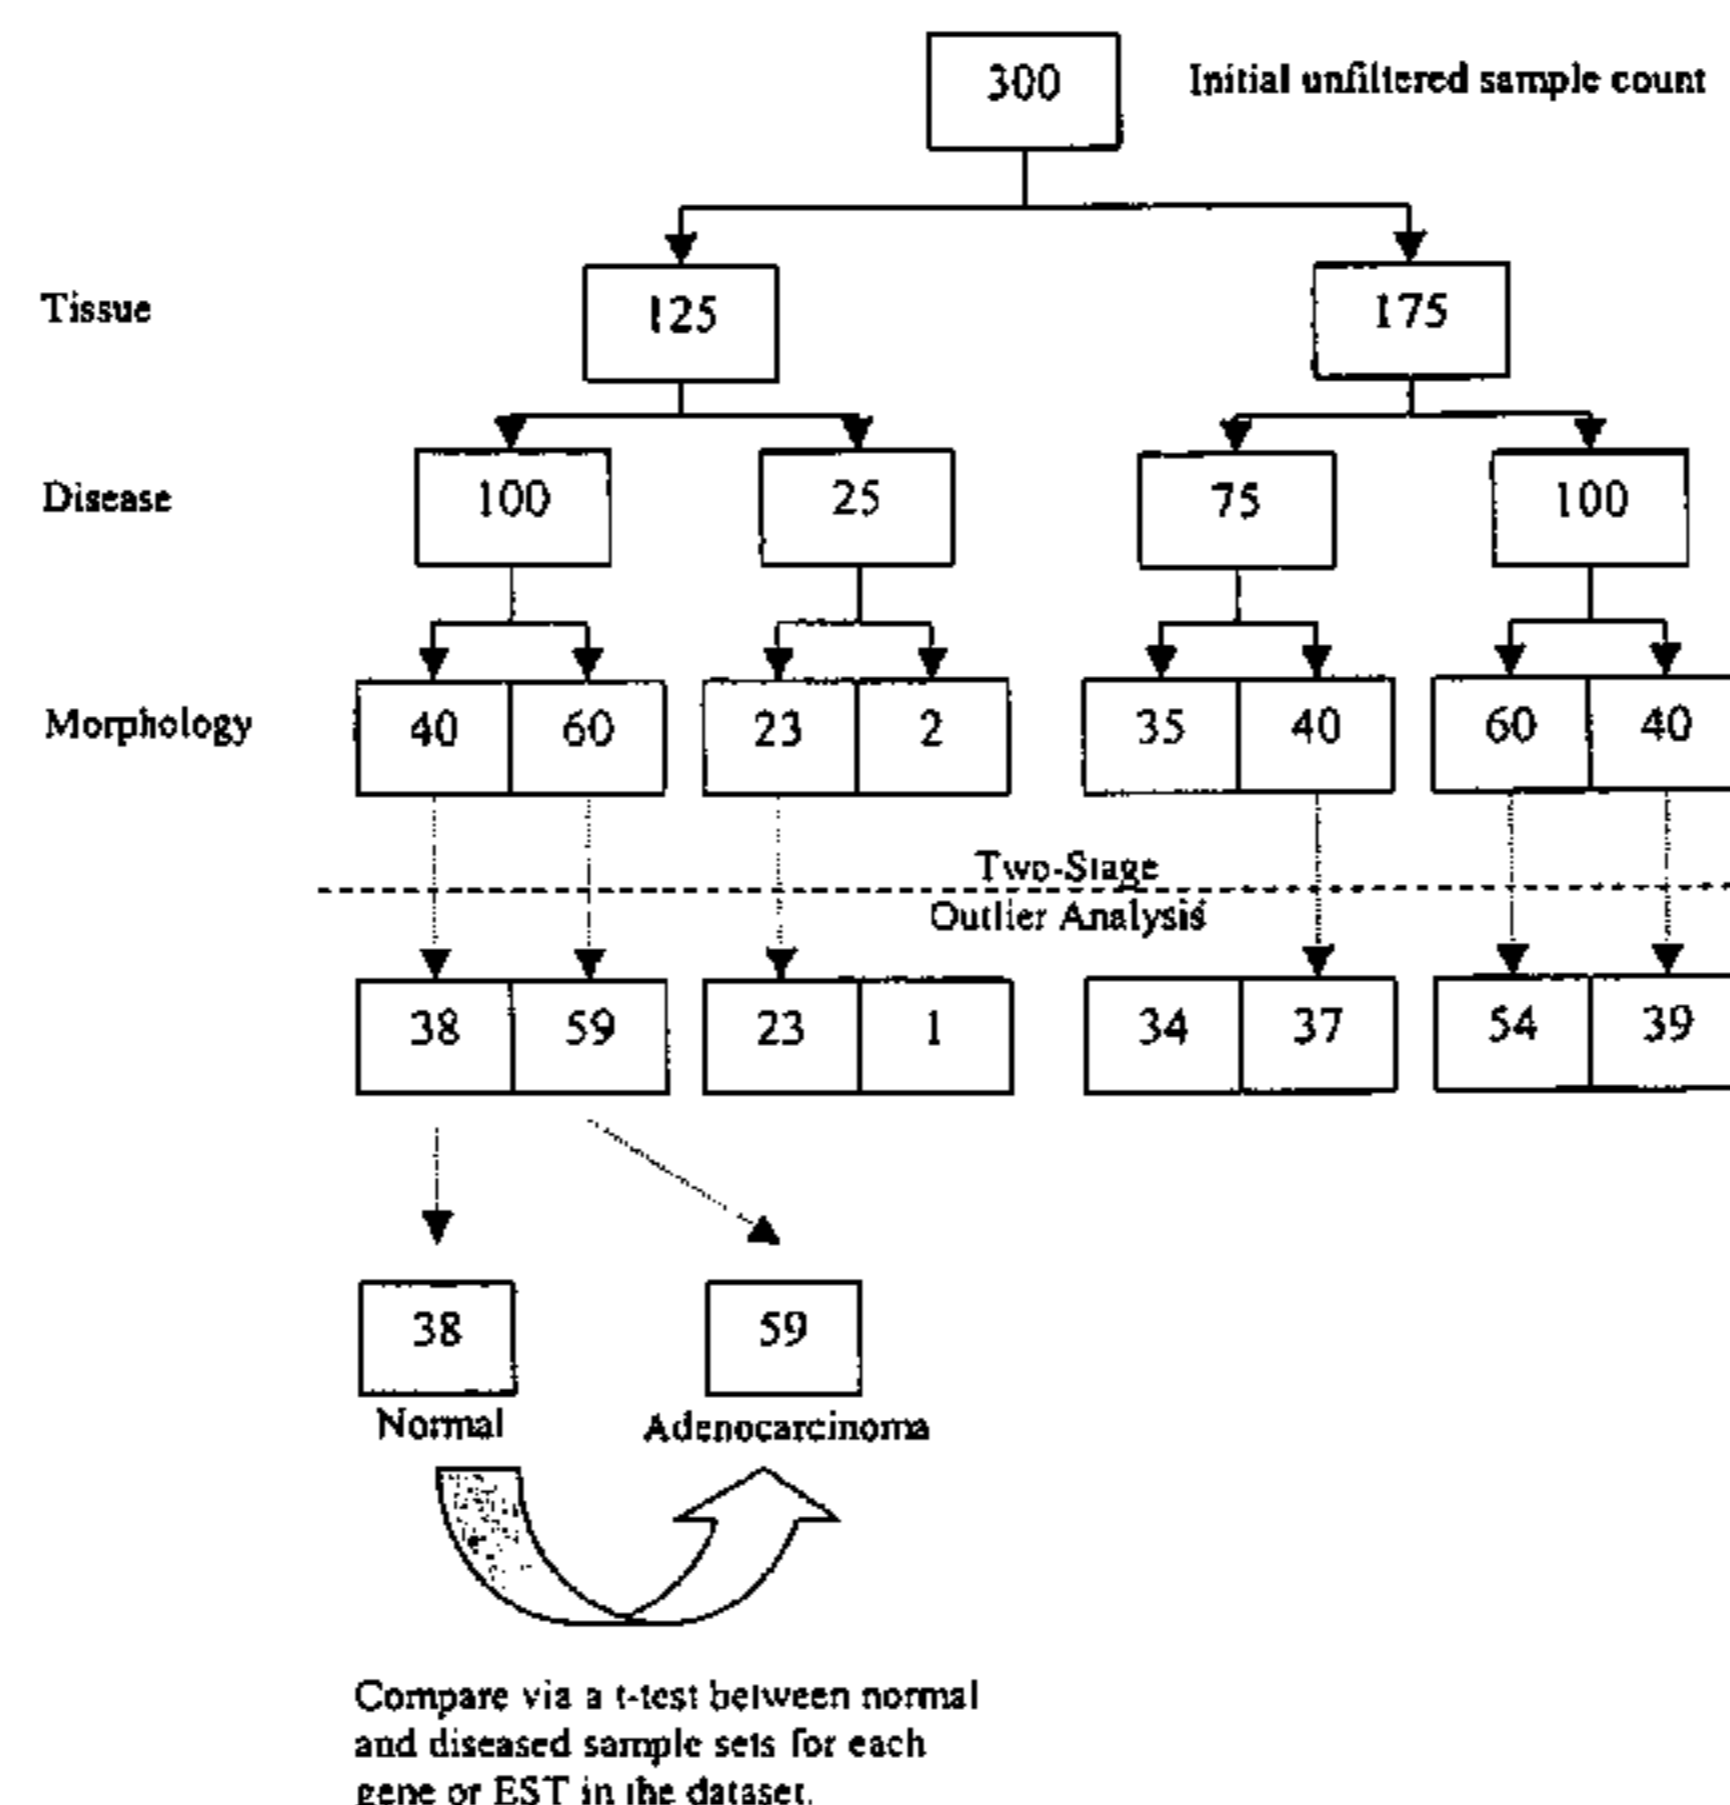 300 Initial unfiltered sample count
Tissue 125 175
Disease 100 25 75 100
Morphology 40 60 23 2 35 40 60 40
Two-Stage
Outlier Analysis
38 59 23 1 34 37 54 39
38 59
Normal Adenocarcinoma
Compare via a t-test between normal
and diseased sample sets for each
gene or EST in the dataset.